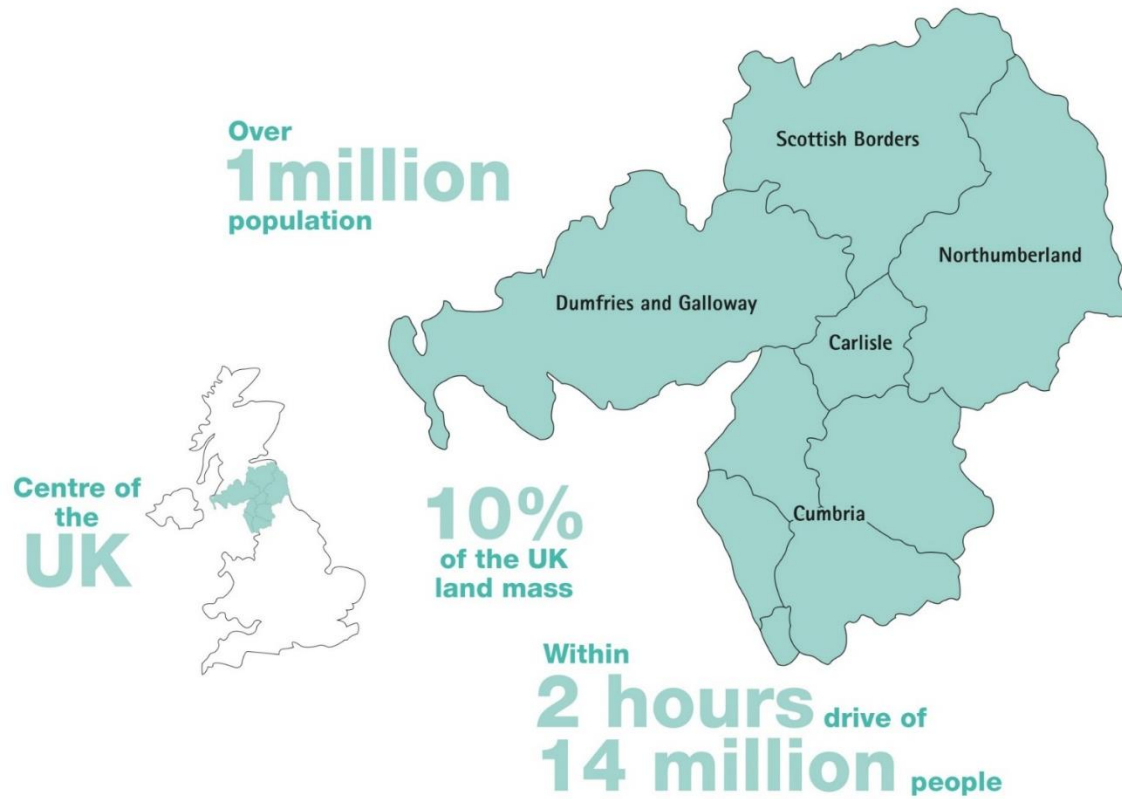 Over
1million
population
Scottish Borders
Northumberland
Dumfries and Galloway
Carlisle
Centre of
the
UK
10%
of the UK
land mass
Cumbria
Within
2 hours drive of
14 million people